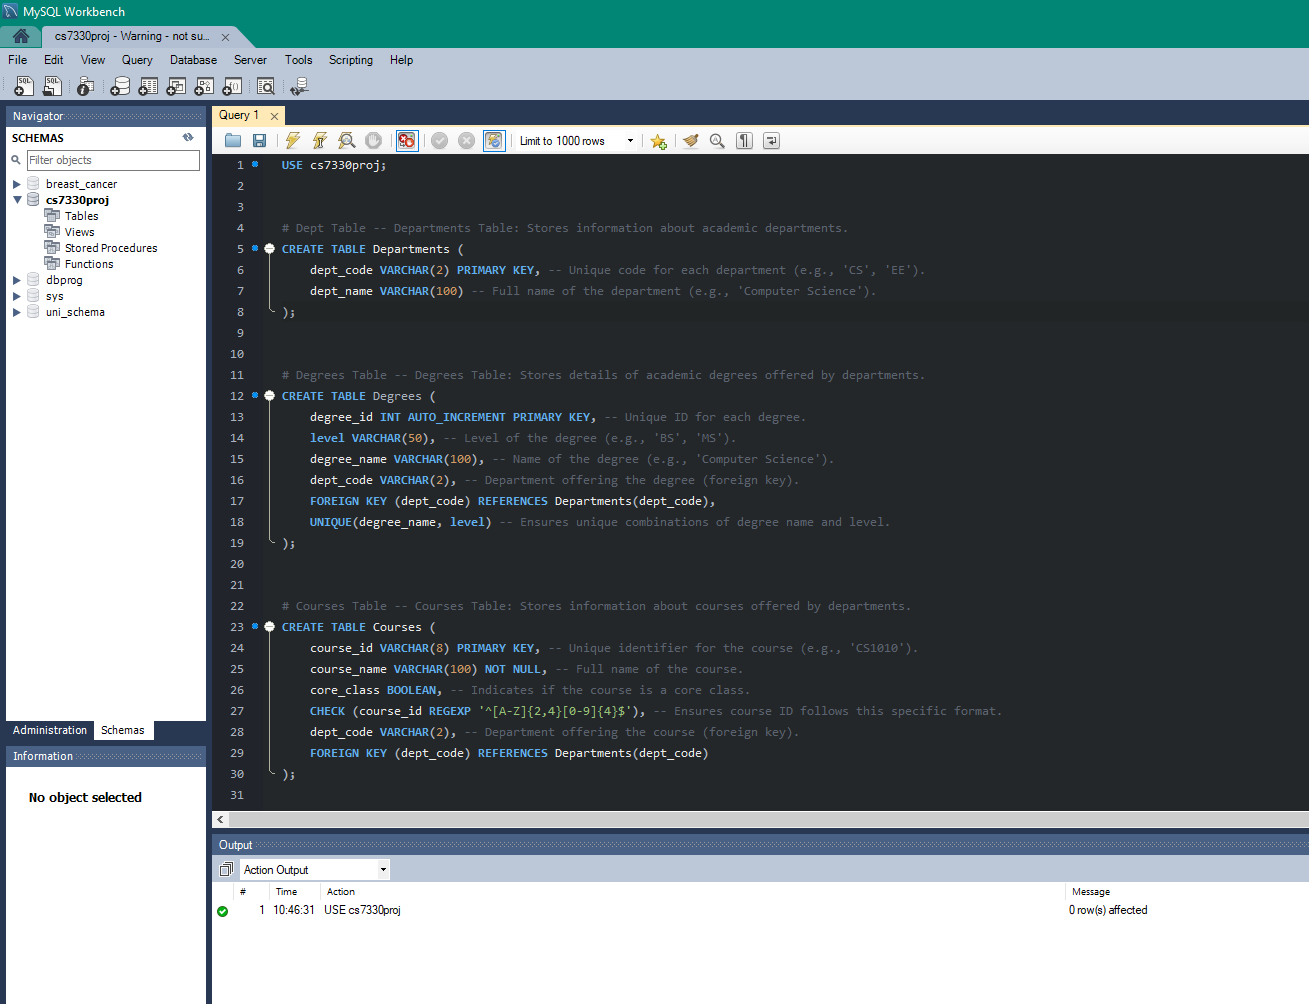 MySQL Workbench
cs7330proj - Warning - not su...
File Edit View Query Database Server Tools Scripting Help
Navigator
SCHEMAS
Filter objects
breast_cancer
cs7330proj
Tables
Views
Stored Procedures
Functions
dbprog
sys
uni_schema
Administration Schemas
Information
No object selected
Query 1
Limit to 1000 rows
1 USE cs7330proj;
2
3
4 # Dept Table -- Departments Table: Stores information about academic departments.
5 CREATE TABLE Departments (
6 dept_code VARCHAR(2) PRIMARY KEY, -- Unique code for each department (e.g., 'CS', 'EE').
7 dept_name VARCHAR(100) -- Full name of the department (e.g., 'Computer Science').
8 );
9
10
11 # Degrees Table -- Degrees Table: Stores details of academic degrees offered by departments.
12 CREATE TABLE Degrees (
13 degree_id INT AUTO_INCREMENT PRIMARY KEY, -- Unique ID for each degree.
14 level VARCHAR(50), -- Level of the degree (e.g., 'BS', 'MS').
15 degree_name VARCHAR(100), -- Name of the degree (e.g., 'Computer Science').
16 dept_code VARCHAR(2), -- Department offering the degree (foreign key).
17 FOREIGN KEY (dept_code) REFERENCES Departments(dept_code),
18 UNIQUE(degree_name, level) -- Ensures unique combinations of degree name and level.
19 );
20
21
22 # Courses Table -- Courses Table: Stores information about courses offered by departments.
23 CREATE TABLE Courses (
24 course_id VARCHAR(8) PRIMARY KEY, -- Unique identifier for the course (e.g., 'CS1010').
25 course_name VARCHAR(100) NOT NULL, -- Full name of the course.
26 core_class BOOLEAN, -- Indicates if the course is a core class.
27 CHECK (course_id REGEXP '^[A-Z]{2,4}[0-9]{4}$'), -- Ensures course ID follows this specific format.
28 dept_code VARCHAR(2), -- Department offering the course (foreign key).
29 FOREIGN KEY (dept_code) REFERENCES Departments(dept_code)
30 );
31
Output
Action Output
# Time Action Message
1 10:46:31 USE cs7330proj 0 row(s) affected